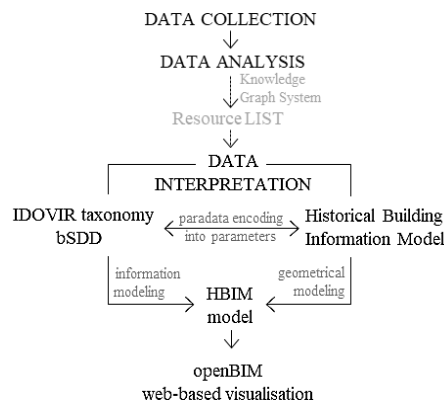 DATA COLLECTION
DATA ANALYSIS
Knowledge
Graph System
Resource LIST
DATA
INTERPRETATION
IDOVIR taxonomy
bSDD
paradata encoding
into parameters
Historical Building
Information Model
information
modeling
geometrical
modeling
HBIM
model
openBIM
web-based visualisation